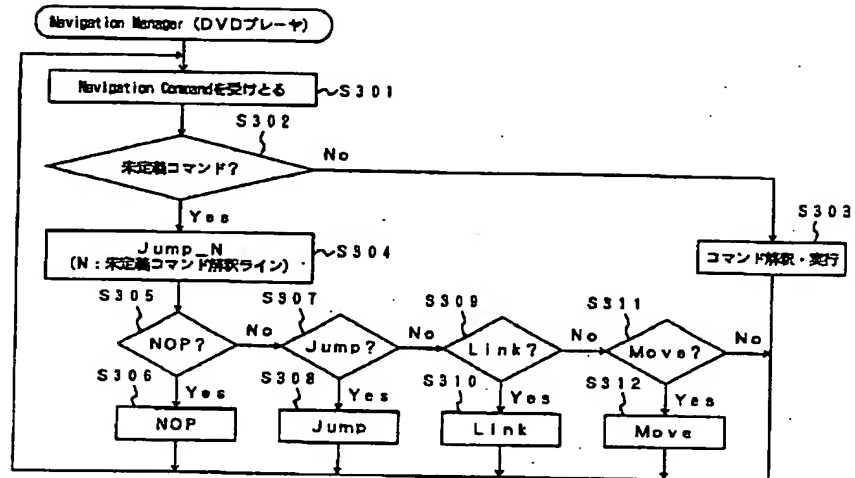 Navigation Manager (DVDプレーヤ)
Navigation Commandを受けとる
S301
S302
未定義コマンド?
No
Yes
S303
Jump_N
(N:未定義コマンド解釈ライン)
S304
コマンド解釈・実行
S305
S307
S309
S311
NOP?
No
Jump?
No
Link?
No
Move?
No
S306
Yes
S308
Yes
S310
Yes
S312
Yes
NOP
Jump
Link
Move